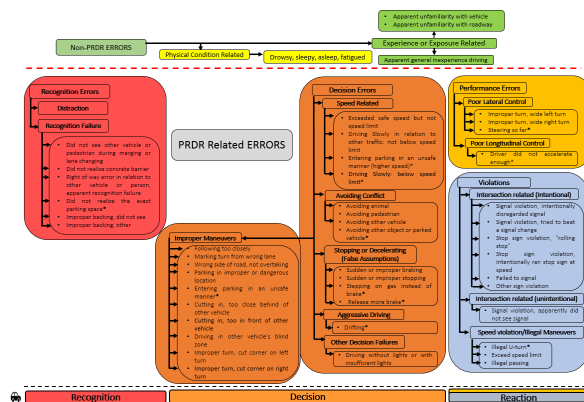 Apparent unfamiliarity with vehicle
Apparent unfamiliarity with roadway
Non-PRDR ERRORS
Experience or Exposure Related
Physical Condition Related
Drowsy, sleepy, asleep, fatigued
Apparent general inexperience driving
PRDR Related ERRORS
Recognition Errors
Distraction
Recognition Failure
Did not see other vehicle or
pedestrian during merging or
lane changing
Did not realize concrete barrier
Right of way error in relation to
other vehicle or person,
apparent recognition failure
Did not realize the exact
parking space*
Improper backing, did not see
Improper backing, other
Improper Maneuvers
Following too closely
Marking turn from wrong lane
Wrong side of road, not overtaking
Parking in improper or dangerous
location
Entering parking in an unsafe
manner*
Cutting in, too close behind of
other vehicle
Cutting in, too in front of other
vehicle
Driving in other vehicle's blind
zone
Improper turn, cut corner on left
turn
Improper turn, cut corner on right
turn
Decision Errors
Speed Related
Exceeded safe speed but not
speed limit
Driving Slowly in relation to
other traffic: not below speed
limit
Entering parking in an unsafe
manner (higher speed)*
Driving Slowly: below speed
limit*
Avoiding Conflict
Avoiding animal
Avoiding pedestrian
Avoiding other vehicle
Avoiding other object or parked
vehicle*
Stopping or Decelerating
(False Assumptions)
Sudden or improper braking
Sudden or improper stopping
Stepping on gas instead of
brake*
Release more brake*
Aggressive Driving
Drifting*
Other Decision Failures
Driving without lights or with
insufficient lights
Performance Errors
Poor Lateral Control
Improper turn, wide left turn
Improper turn, wide right turn
Steering so far*
Poor Longitudinal Control
Driver did not accelerate
enough*
Violations
Intersection related (Intentional)
Signal violation, intentionally
disregarded signal
Signal violation, tried to beat
a signal change
Stop sign violation, "rolling
stop"
Stop sign violation,
intentionally ran stop sign at
speed
Failed to signal
Other sign violation
Intersection related (unintentional)
Signal violation, apparently did
not see signal
Speed violation/Illegal Maneuvers
Illegal U-turn*
Exceed speed limit
Illegal passing
Recognition
Decision
Reaction